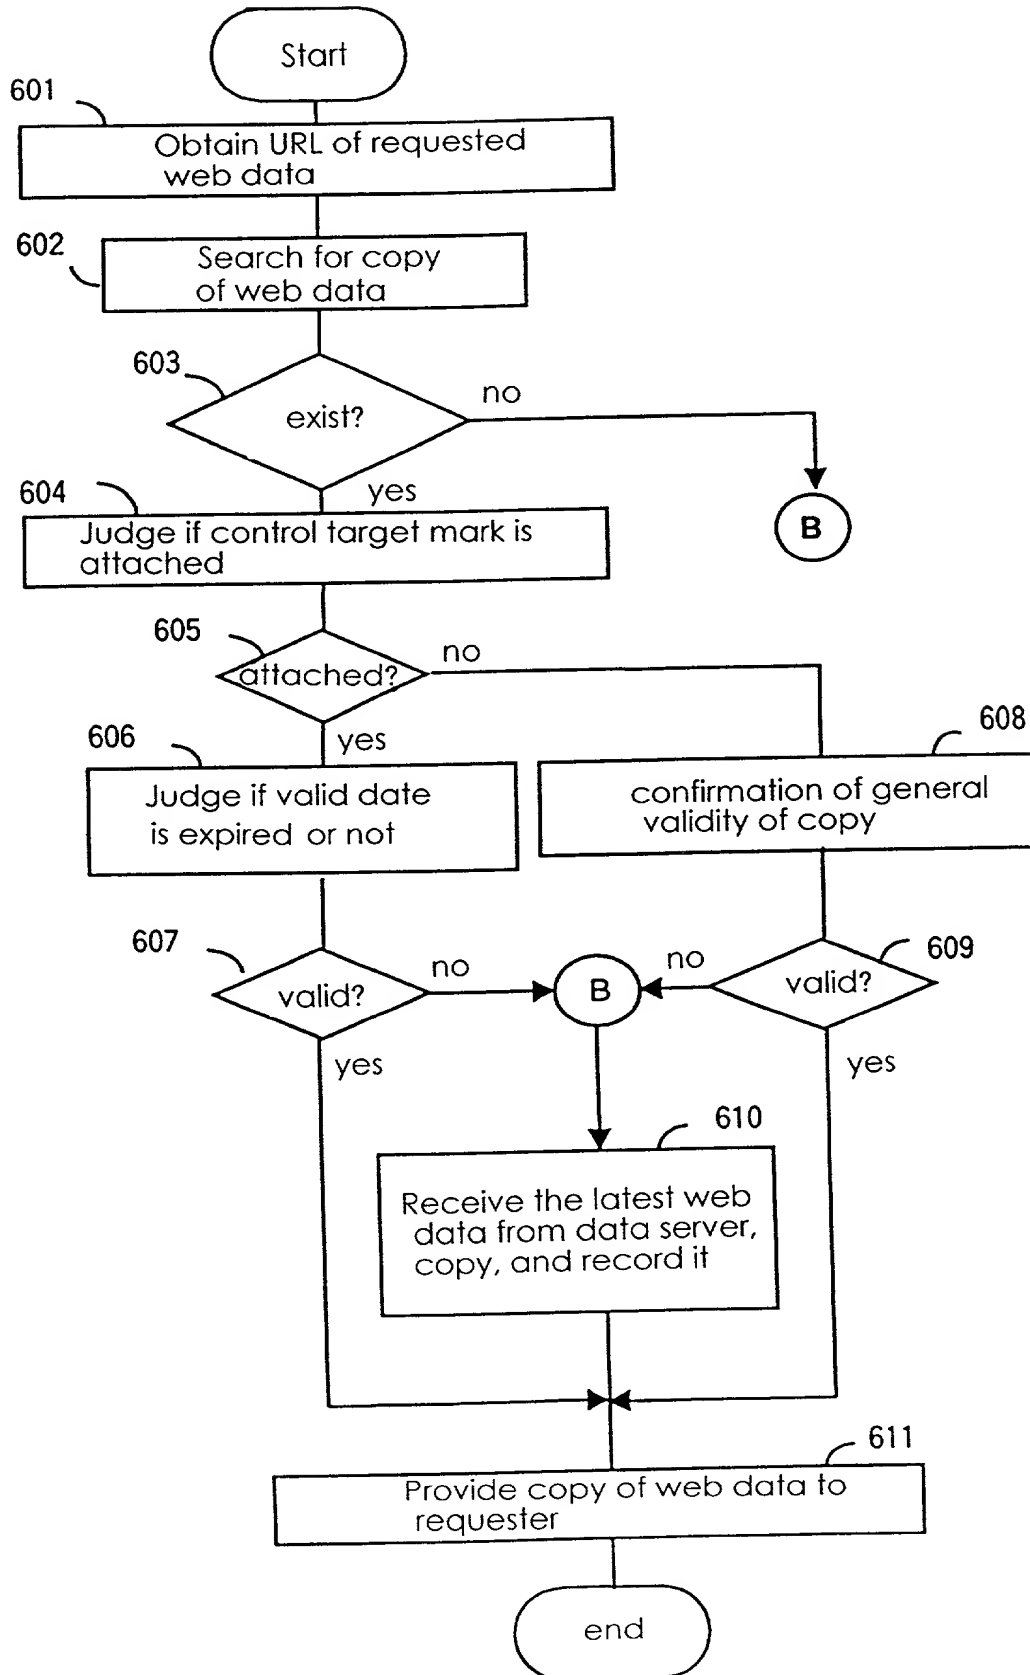 Start
601
Obtain URL of requested
web data
602
Search for copy
of web data
603
exist?
no
yes
B
604
Judge if control target mark is
attached
605
attached?
no
yes
606
Judge if valid date
is expired or not
608
confirmation of general
validity of copy
607
valid?
no
yes
B
609
valid?
no
yes
610
Receive the latest web
data from data server,
copy, and record it
611
Provide copy of web data to
requester
end